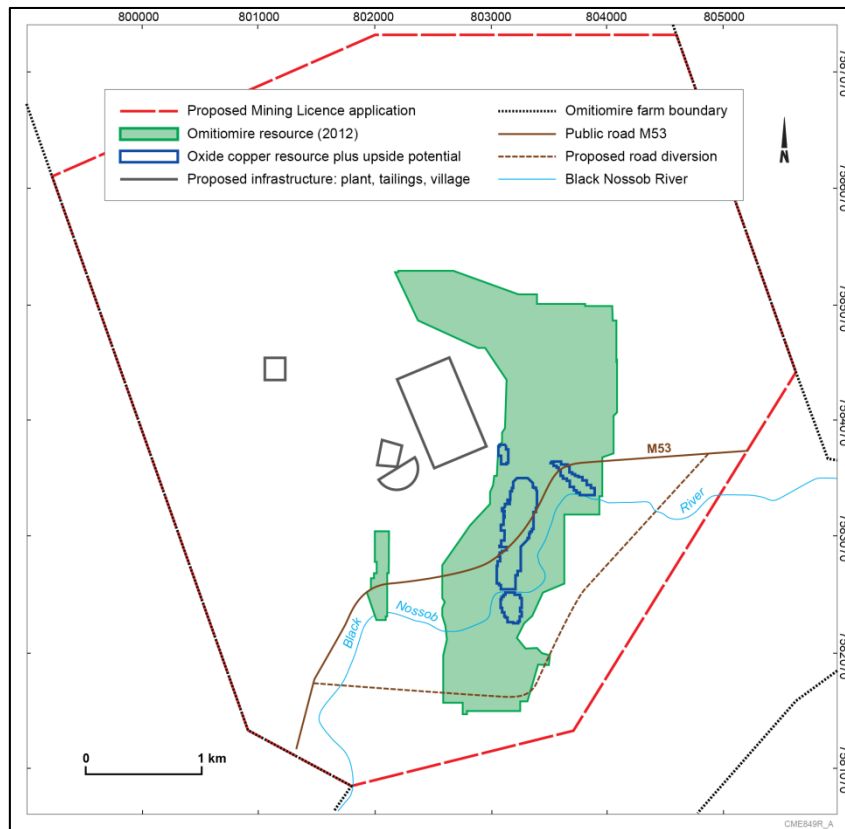 800000 801000 802000 803000 804000 805000
Proposed Mining Licence application
Omitiomire resource (2012)
Oxide copper resource plus upside potential
Proposed infrastructure: plant, tailings, village
Omitiomire farm boundary
Public road M53
Proposed road diversion
Black Nossob River
N
M53
River
Nossob
Black
0 1 km
CME849R_A